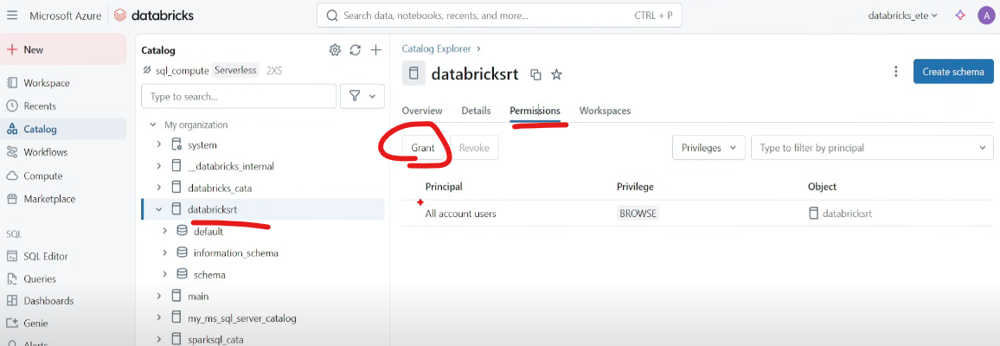 Microsoft Azure databricks Search data, notebooks, recents, and more... CTRL + P databricks_ete A
New
Workspace
Recents
Catalog
Workflows
Compute
Marketplace
SQL
SQL Editor
Queries
Dashboards
Genie
Alerts
Catalog
sql_compute Serverless 2XS
Type to search...
My organization
system
__databricks_internal
databricks_cata
databricksrt
default
information_schema
schema
main
my_ms_sql_server_catalog
sparksql_cata
Catalog Explorer >
databricksrt Create schema
Overview Details Permissions Workspaces
Grant Revoke Privileges Type to filter by principal
Principal Privilege Object
All account users BROWSE databricksrt